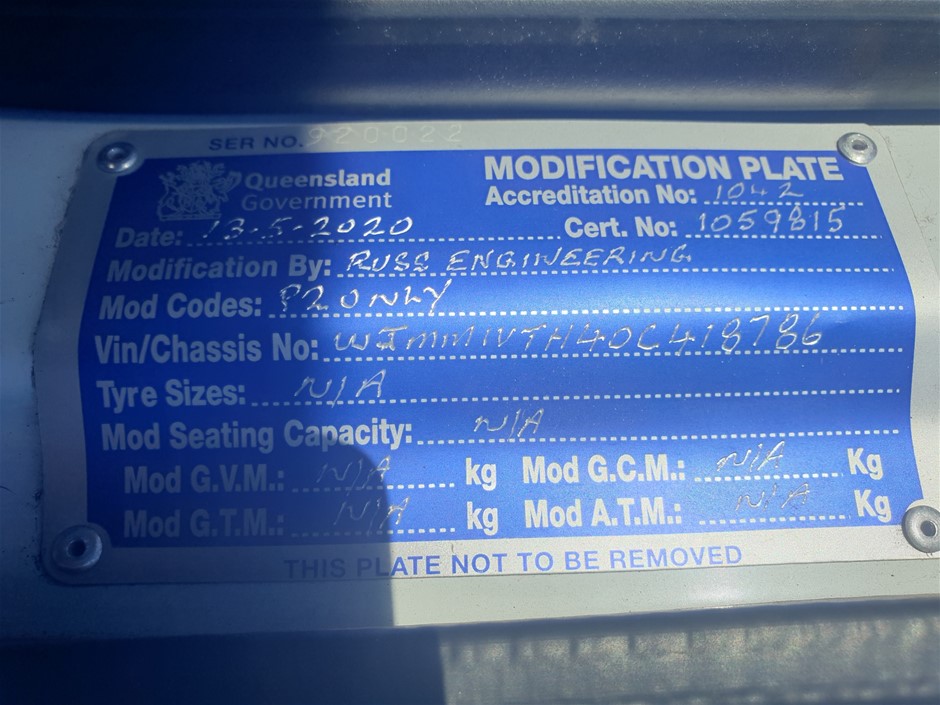 SER NO. 920022
Queensland Government
MODIFICATION PLATE
Accreditation No: 1042
Date: 13-5-2020
Cert. No: 1059815
Modification By: RUSS ENGINEERING
Mod Codes: P2 ONLY
Vin/Chassis No: WJMM1VTH40C418786
Tyre Sizes: N/A
Mod Seating Capacity: N/A
Mod G.V.M.: N/A kg Mod G.C.M.: N/A Kg
Mod G.T.M.: N/A kg Mod A.T.M.: N/A Kg
THIS PLATE NOT TO BE REMOVED